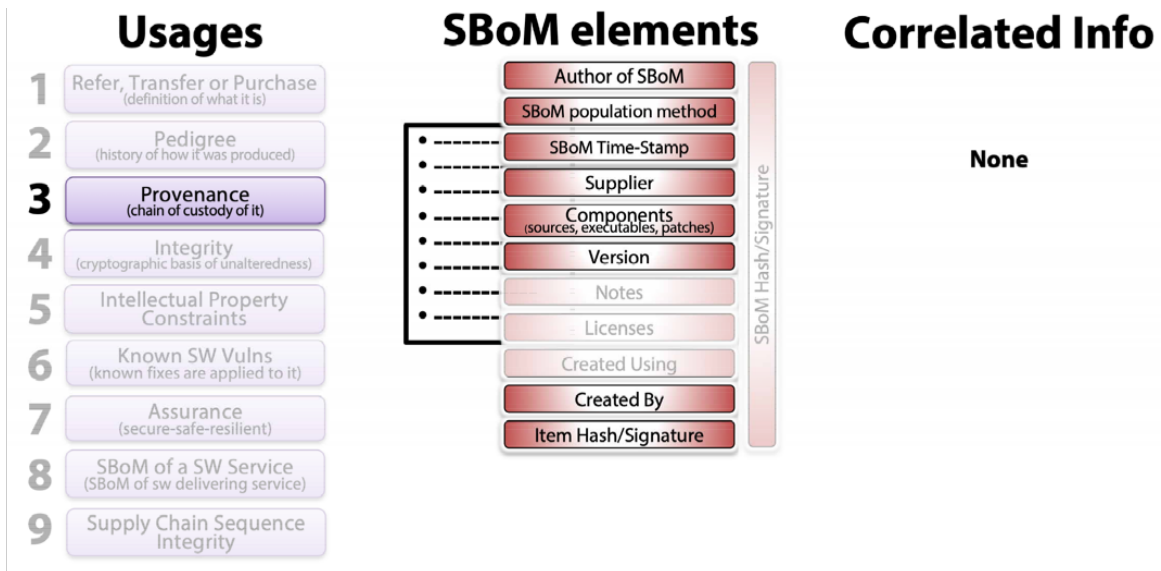 Usages
1
Refer, Transfer or Purchase
(definition of what it is)
2
Pedigree
(history of how it was produced)
3
Provenance
(chain of custody of it)
4
Integrity
(cryptographic basis of unalteredness)
5
Intellectual Property
Constraints
6
Known SW Vulns
(known fixes are applied to it)
7
Assurance
(secure-safe-resilient)
8
SBoM of a SW Service
(SBoM of sw delivering service)
9
Supply Chain Sequence
Integrity
SBoM elements
Author of SBoM
SBoM population method
SBoM Time-Stamp
Supplier
Components
(sources, executables, patches)
Version
Notes
Licenses
Created Using
Created By
Item Hash/Signature
SBoM Hash/Signature
Correlated Info
None